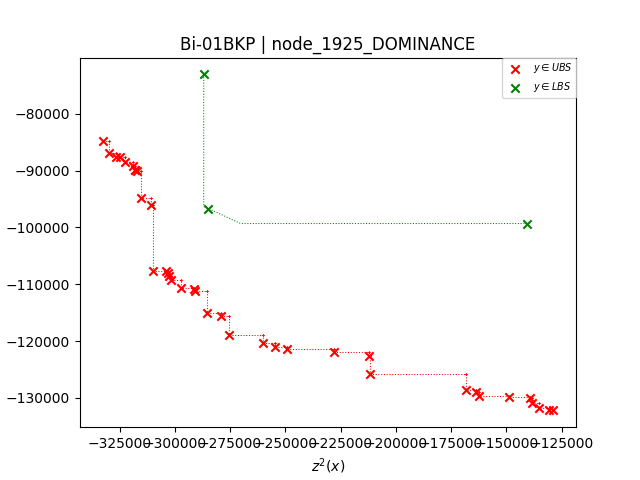 Bi-01BKP | node_1925_DOMINANCE
y ∈ UBS
y ∈ LBS
−80000
−90000
−100000
−110000
−120000
−130000
−325000 −300000 −275000 −250000 −225000 −200000 −175000 −150000 −125000
z²(x)